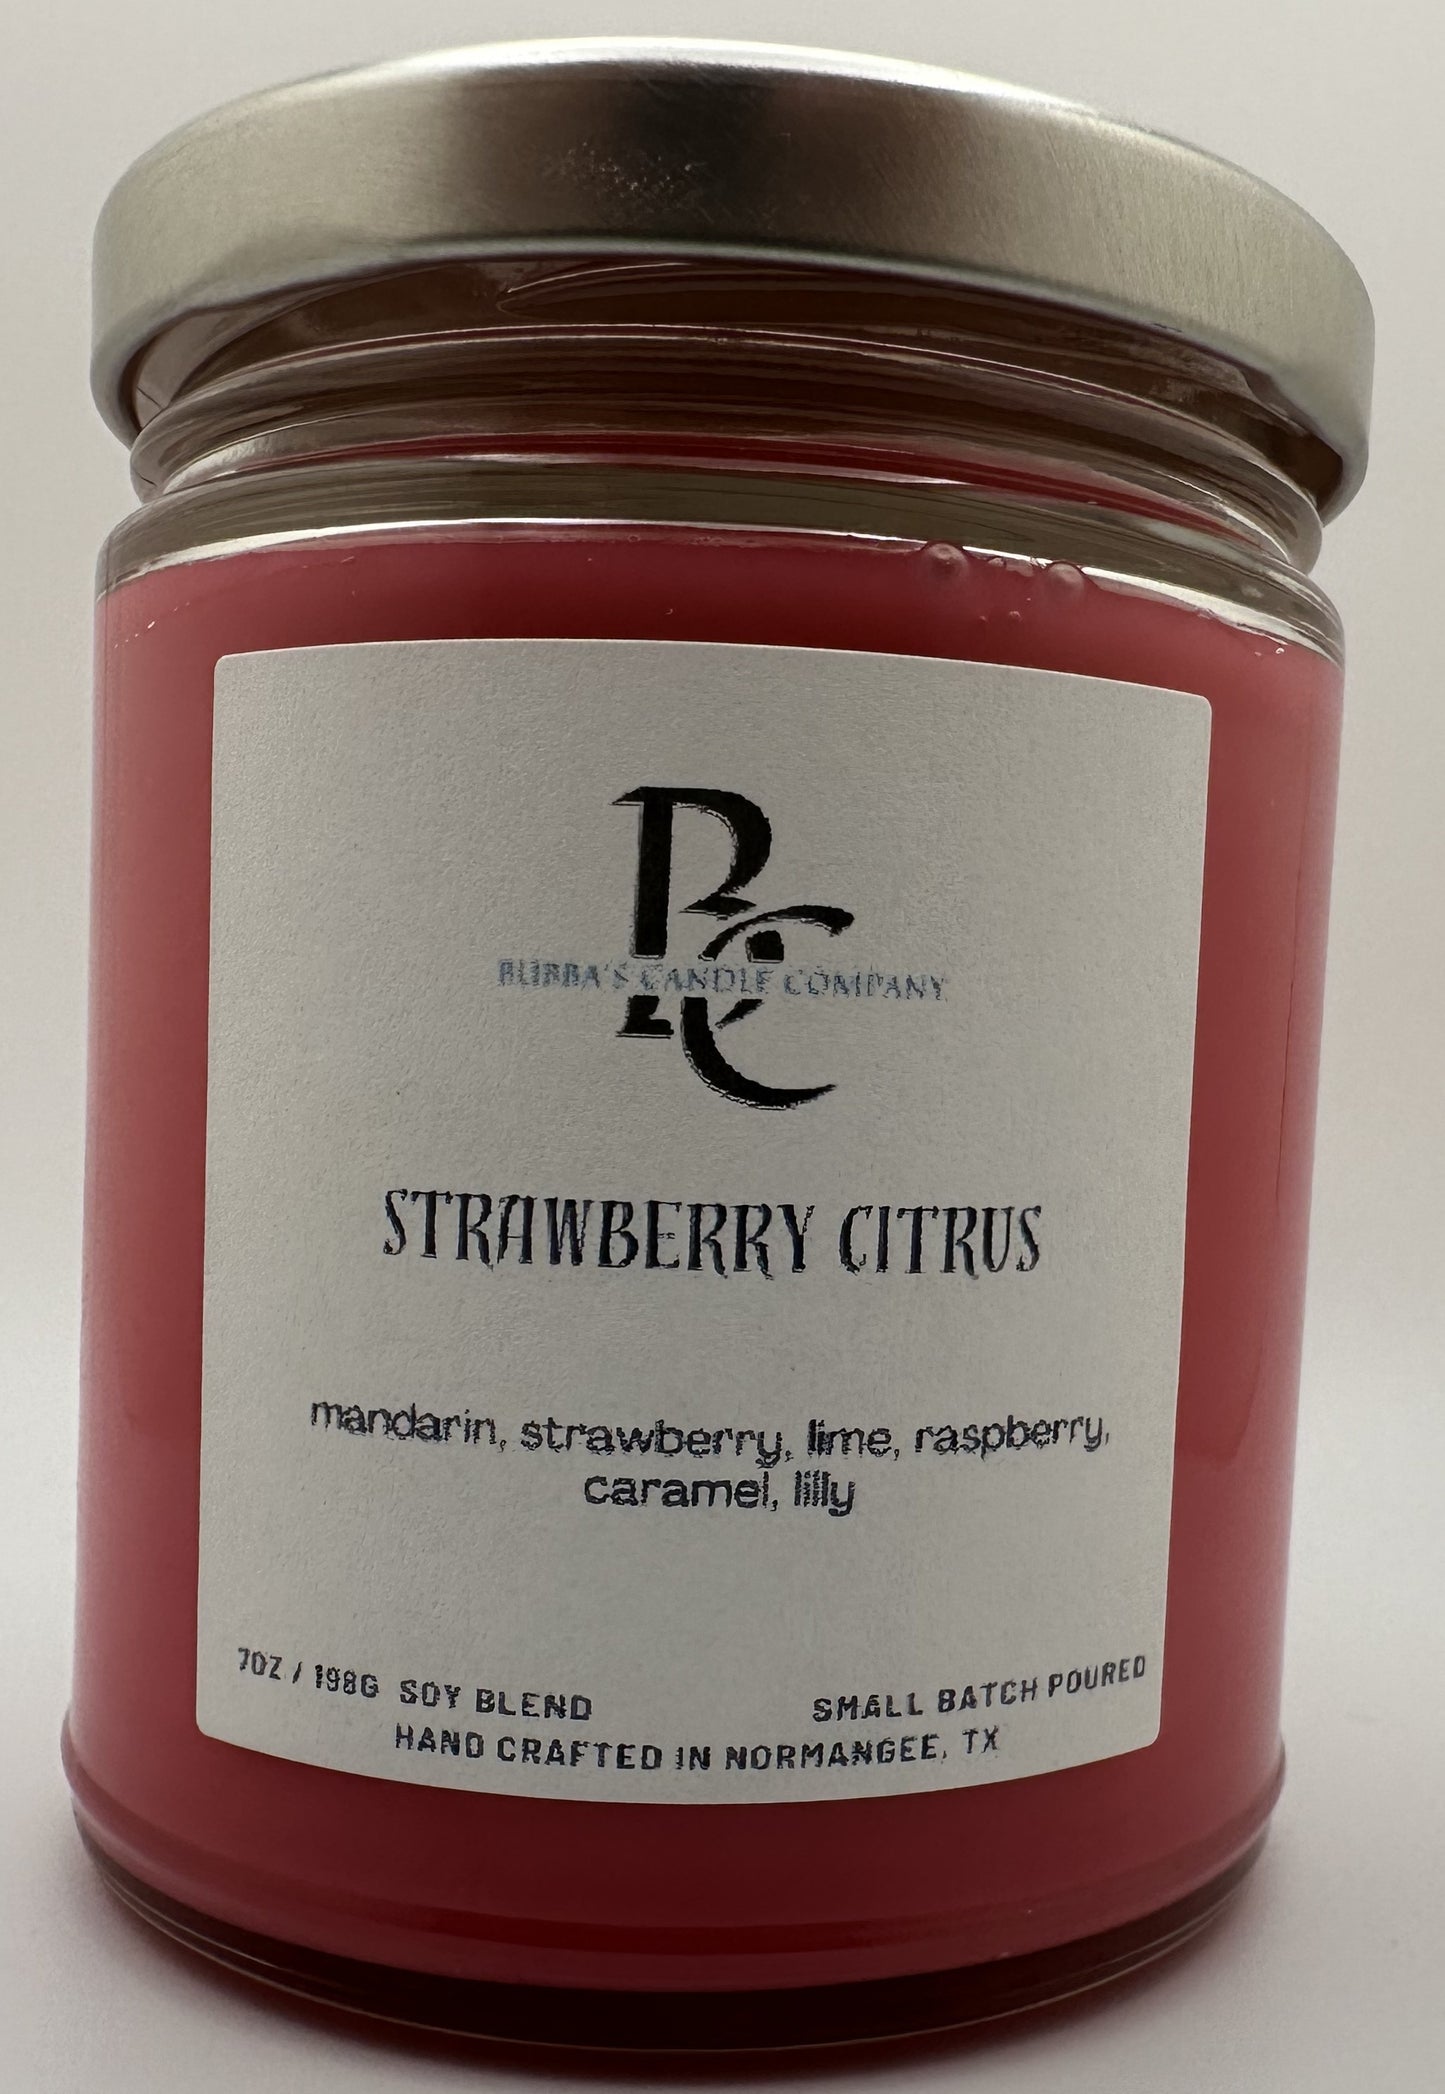 BC
BUBBA'S CANDLE COMPANY
STRAWBERRY CITRUS
mandarin, strawberry, lime, raspberry,
caramel, lilly
7OZ / 198G SOY BLEND SMALL BATCH POURED
HAND CRAFTED IN NORMANGEE, TX